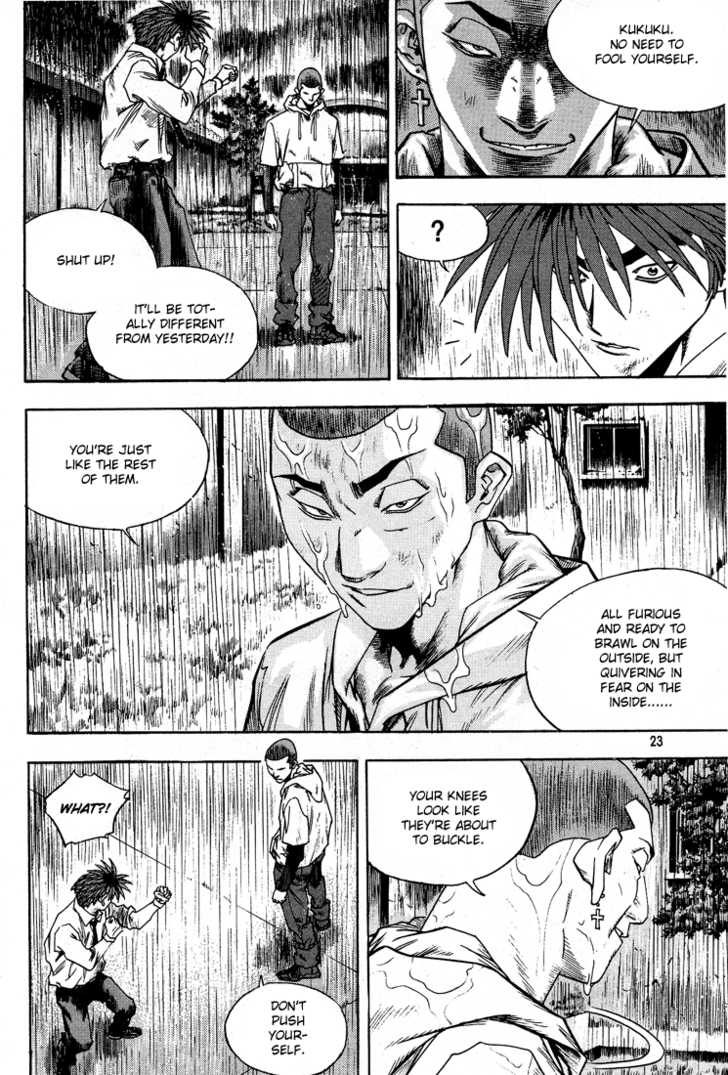 SHUT UP!
IT'LL BE TOT-
ALLY DIFFERENT
FROM YESTERDAY!!
KUKUKU.
NO NEED TO
FOOL YOURSELF.
?
YOU'RE JUST
LIKE THE REST
OF THEM.
ALL FURIOUS
AND READY TO
BRAWL ON THE
OUTSIDE, BUT
QUIVERING IN
FEAR ON THE
INSIDE......
23
WHAT?!
DON'T
PUSH
YOUR-
SELF.
YOUR KNEES
LOOK LIKE
THEY'RE ABOUT
TO BUCKLE.